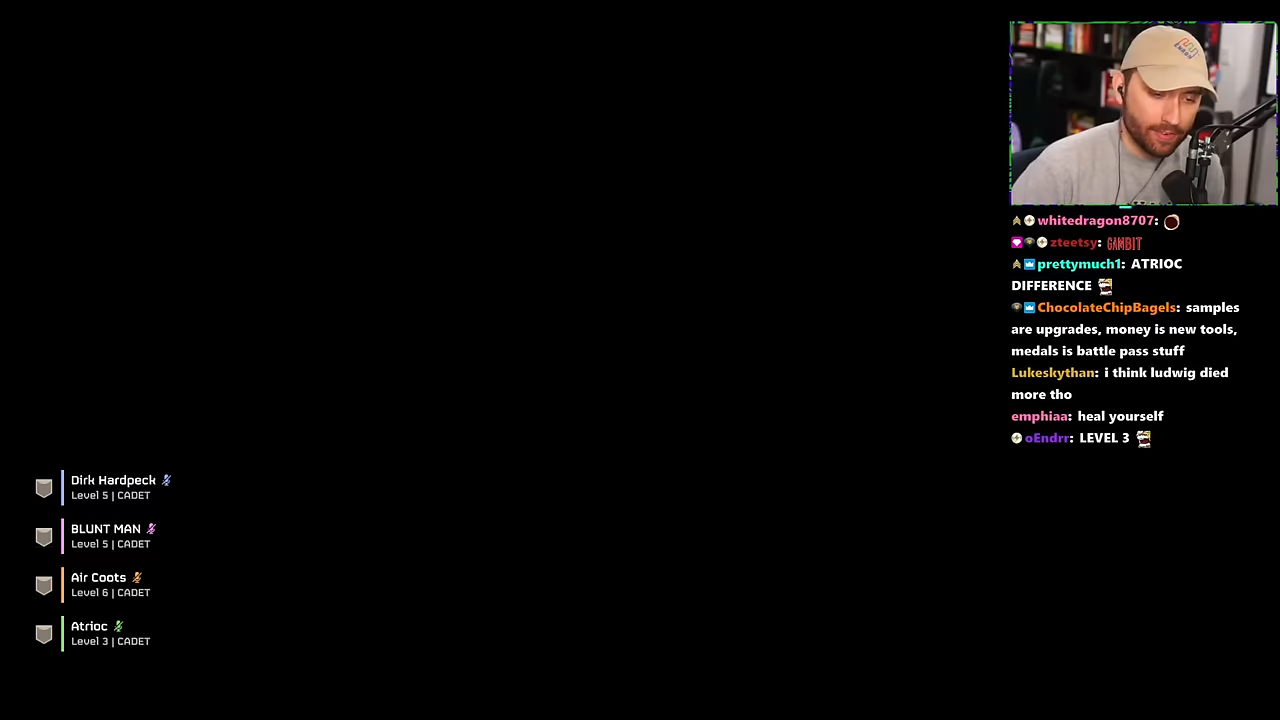 whitedragon8707:
zteetsy: GAMBIT
prettymuch1: ATRIOC
DIFFERENCE
ChocolateChipBagels: samples
are upgrades, money is new tools,
medals is battle pass stuff
Lukeskythan: i think ludwig died
more tho
emphiaa: heal yourself
oEndrr: LEVEL 3
Dirk Hardpeck
Level 5 | CADET
BLUNT MAN
Level 5 | CADET
Air Coots
Level 6 | CADET
Atrioc
Level 3 | CADET